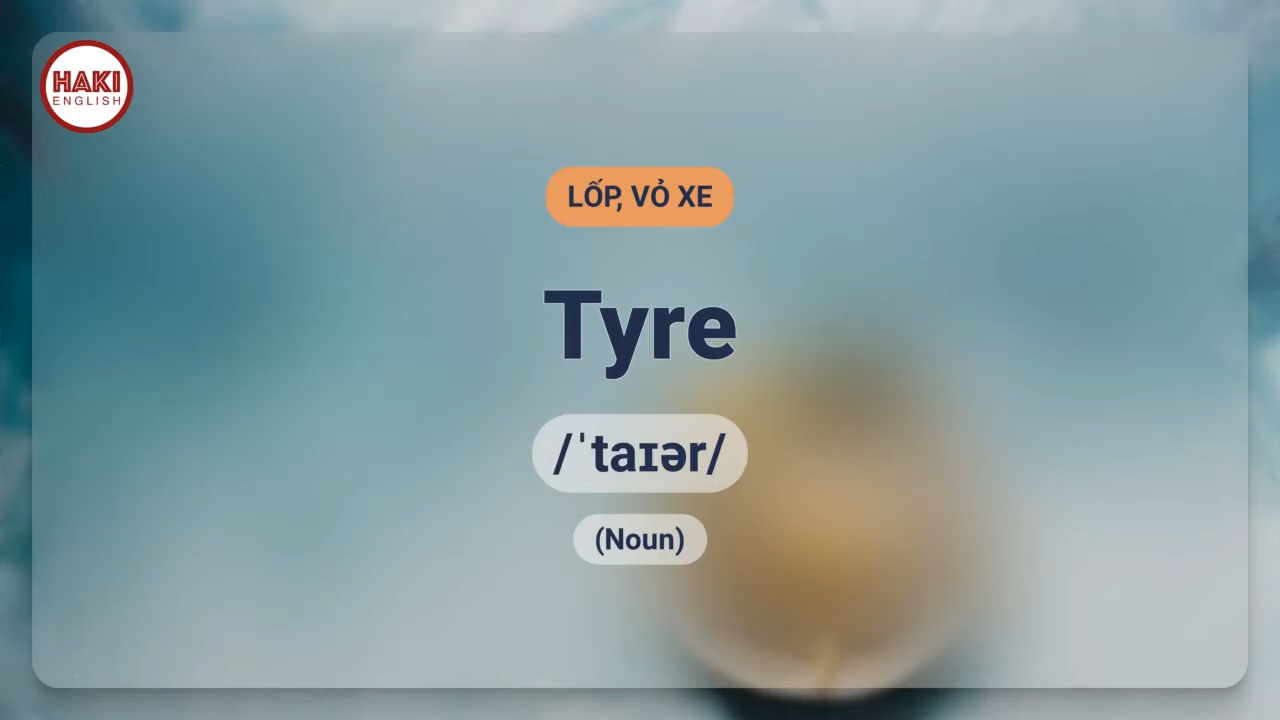 HAKI
ENGLISH
LỐP, VỎ XE
Tyre
/ˈtaɪər/
(Noun)